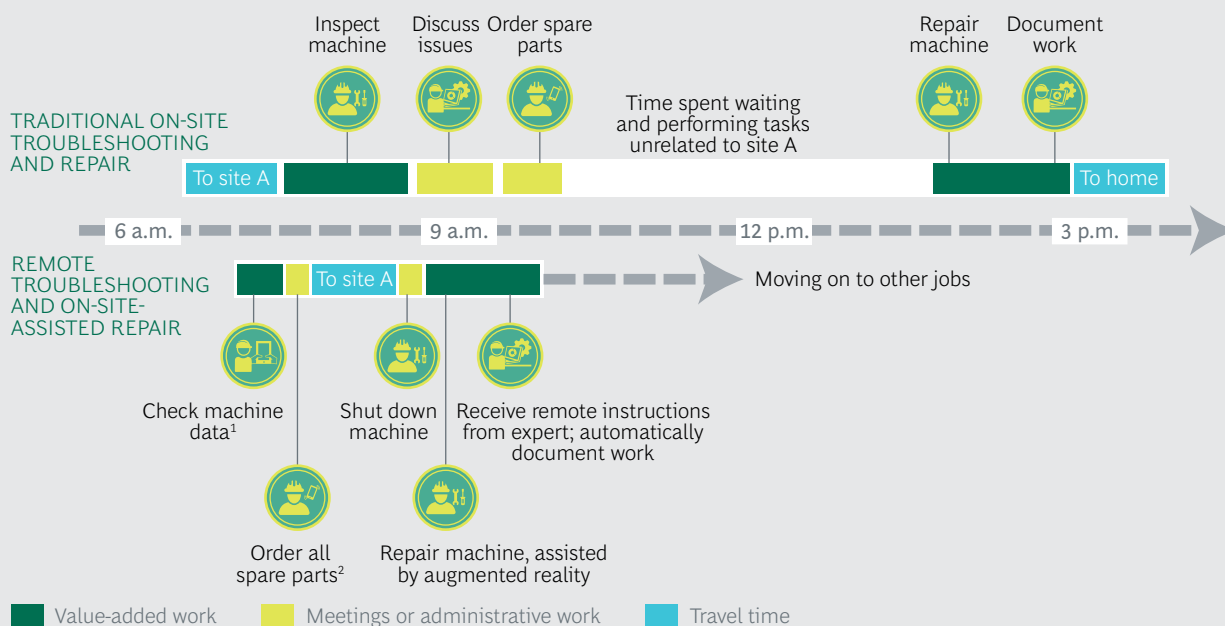 Inspect
machine
Discuss
issues
Order spare
parts
Repair
machine
Document
work
TRADITIONAL ON-SITE
TROUBLESHOOTING
AND REPAIR
Time spent waiting
and performing tasks
unrelated to site A
To site A
To home
6 a.m.
9 a.m.
12 p.m.
3 p.m.
REMOTE
TROUBLESHOOTING
AND ON-SITE-
ASSISTED REPAIR
To site A
Moving on to other jobs
Check machine
data¹
Shut down
machine
Receive remote instructions
from expert; automatically
document work
Order all
spare parts²
Repair machine, assisted
by augmented reality
Value-added work
Meetings or administrative work
Travel time